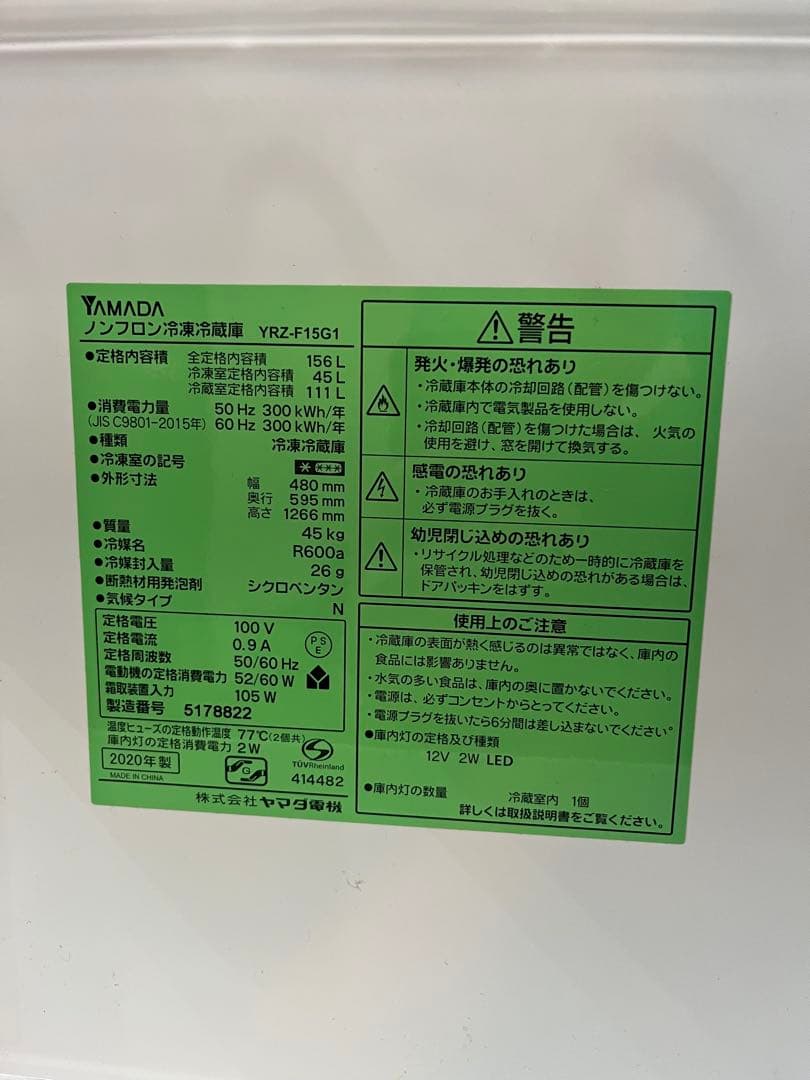 YAMADA
ノンフロン冷凍冷蔵庫 YRZ-F15G1
●定格内容積 全定格内容積 156 L
冷凍室定格内容積 45 L
冷蔵室定格内容積 111 L
●消費電力量 50 Hz 300 kWh/年
(JIS C9801-2015年) 60 Hz 300 kWh/年
●種類 冷凍冷蔵庫
●冷凍室の記号
●外形寸法 幅 480 mm
奥行 595 mm
高さ 1266 mm
●質量 45 kg
●冷媒名 R600a
●冷媒封入量 26 g
●断熱材用発泡剤 シクロペンタン
●気候タイプ N
定格電圧 100 V
定格電流 0.9 A
定格周波数 50/60 Hz
電動機の定格消費電力 52/60 W
霜取装置入力 105 W
製造番号 5178822
PSE
温度ヒューズの定格動作温度 77℃(2個共)
庫内灯の定格消費電力 2 W
2020年製
MADE IN CHINA
G
TÜVRheinland
414482
株式会社 ヤマダ電機
警告
発火・爆発の恐れあり
・冷蔵庫本体の冷却回路(配管)を傷つけない。
・冷蔵庫内で電気製品を使用しない。
・冷却回路(配管)を傷つけた場合は、火気の
使用を避け、窓を開けて換気する。
感電の恐れあり
・冷蔵庫のお手入れのときは、
必ず電源プラグを抜く。
幼児閉じ込めの恐れあり
・リサイクル処理などのため一時的に冷蔵庫を
保管され、幼児閉じ込めの恐れがある場合は、
ドアパッキンをはずす。
使用上のご注意
・冷蔵庫の表面が熱く感じるのは異常ではなく、庫内の
食品には影響ありません。
・水気の多い食品は、庫内の奥に置かないでください。
・電源は、必ずコンセントからとってください。
・電源プラグを抜いたら6分間は差し込まないでください。
●庫内灯の定格及び種類
12V 2W LED
●庫内灯の数量 冷蔵室内 1個
詳しくは取扱説明書をご覧ください。